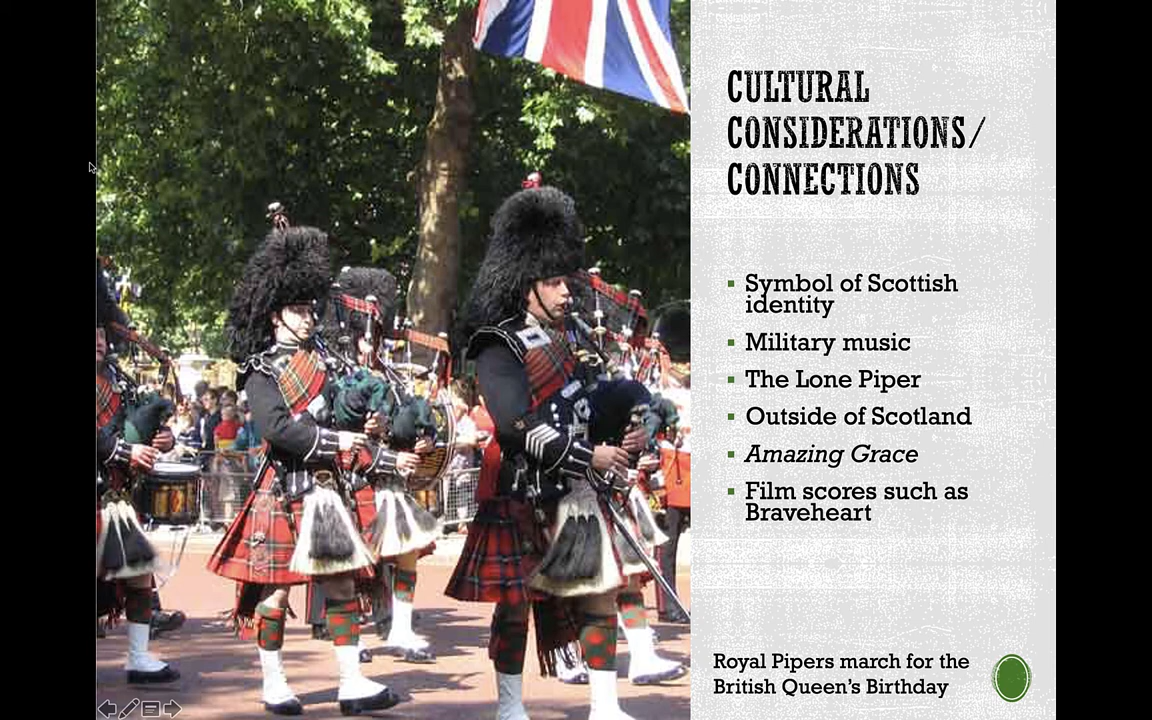 CULTURAL
CONSIDERATIONS/
CONNECTIONS
Symbol of Scottish
identity
Military music
The Lone Piper
Outside of Scotland
Amazing Grace
Film scores such as
Braveheart
Royal Pipers march for the
British Queen's Birthday